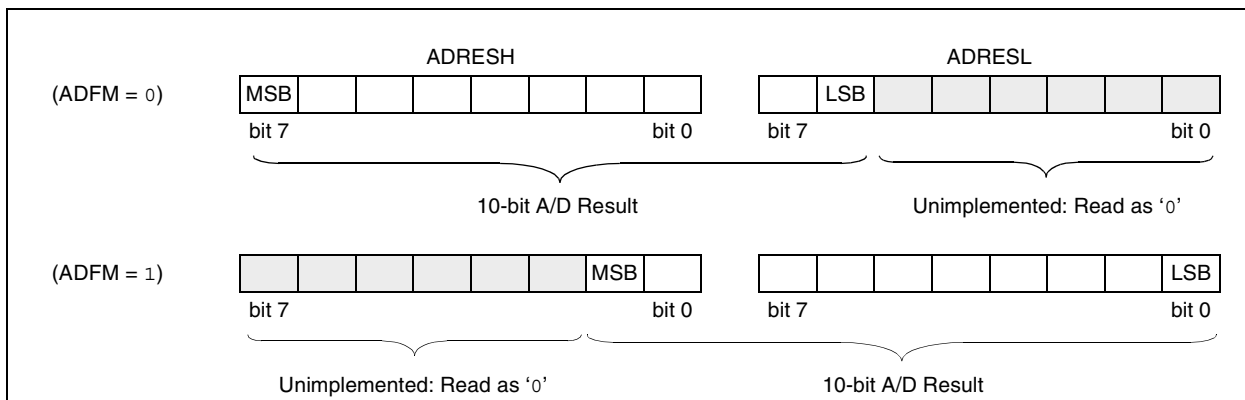 ADRESH ADRESL
(ADFM = 0) MSB LSB
bit 7 bit 0 bit 7 bit 0
10-bit A/D Result Unimplemented: Read as ‘0’
(ADFM = 1) MSB LSB
bit 7 bit 0 bit 7 bit 0
Unimplemented: Read as ‘0’ 10-bit A/D Result